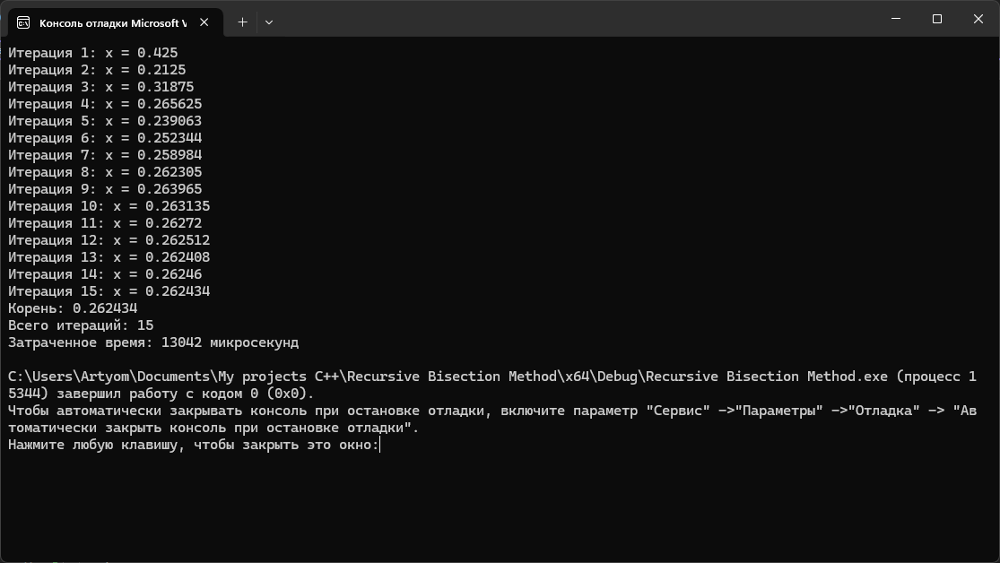 Консоль отладки Microsoft V
Итерация 1: x = 0.425
Итерация 2: x = 0.2125
Итерация 3: x = 0.31875
Итерация 4: x = 0.265625
Итерация 5: x = 0.239063
Итерация 6: x = 0.252344
Итерация 7: x = 0.258984
Итерация 8: x = 0.262305
Итерация 9: x = 0.263965
Итерация 10: x = 0.263135
Итерация 11: x = 0.26272
Итерация 12: x = 0.262512
Итерация 13: x = 0.262408
Итерация 14: x = 0.26246
Итерация 15: x = 0.262434
Корень: 0.262434
Всего итераций: 15
Затраченное время: 13042 микросекунд
C:\Users\Artyom\Documents\My projects C++\Recursive Bisection Method\x64\Debug\Recursive Bisection Method.exe (процесс 1
5344) завершил работу с кодом 0 (0x0).
Чтобы автоматически закрывать консоль при остановке отладки, включите параметр "Сервис" ->"Параметры" ->"Отладка" -> "Ав
томатически закрыть консоль при остановке отладки".
Нажмите любую клавишу, чтобы закрыть это окно: